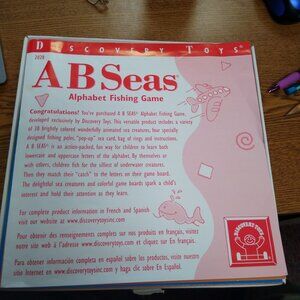 DISCOVERY TOYS®
2020
A B Seas®
Alphabet Fishing Game
Congratulations! You've purchased A B SEAS® Alphabet Fishing Game,
developed exclusively by Discovery Toys. This versatile product includes a variety
of 38 brightly colored wonderfully animated sea creatures, four specially
designed fishing poles, "pop-up" sea card, bag of rings and instructions.
A B SEAS® is an action-packed, fun way for children to learn both
lowercase and uppercase letters of the alphabet. By themselves or
with others, children fish for the silliest of underwater creatures.
Then they match their "catch" to the letters on their game board.
The delightful sea creatures and colorful game boards spark a child's
interest and hold their attention as they learn.
For complete product information in French and Spanish
visit our website at www.discoverytoysinc.com
Pour obtenir des renseignements complets sur nos produits en français, visitez
notre site web à l'adresse www.discoverytoysinc.com et cliquez sur En Français.
Para obtener información completa en español sobre los productos, visite nuestro
sitio Internet en www.discoverytoysinc.com y haga clic sobre En Español.
DISCOVERY TOYS